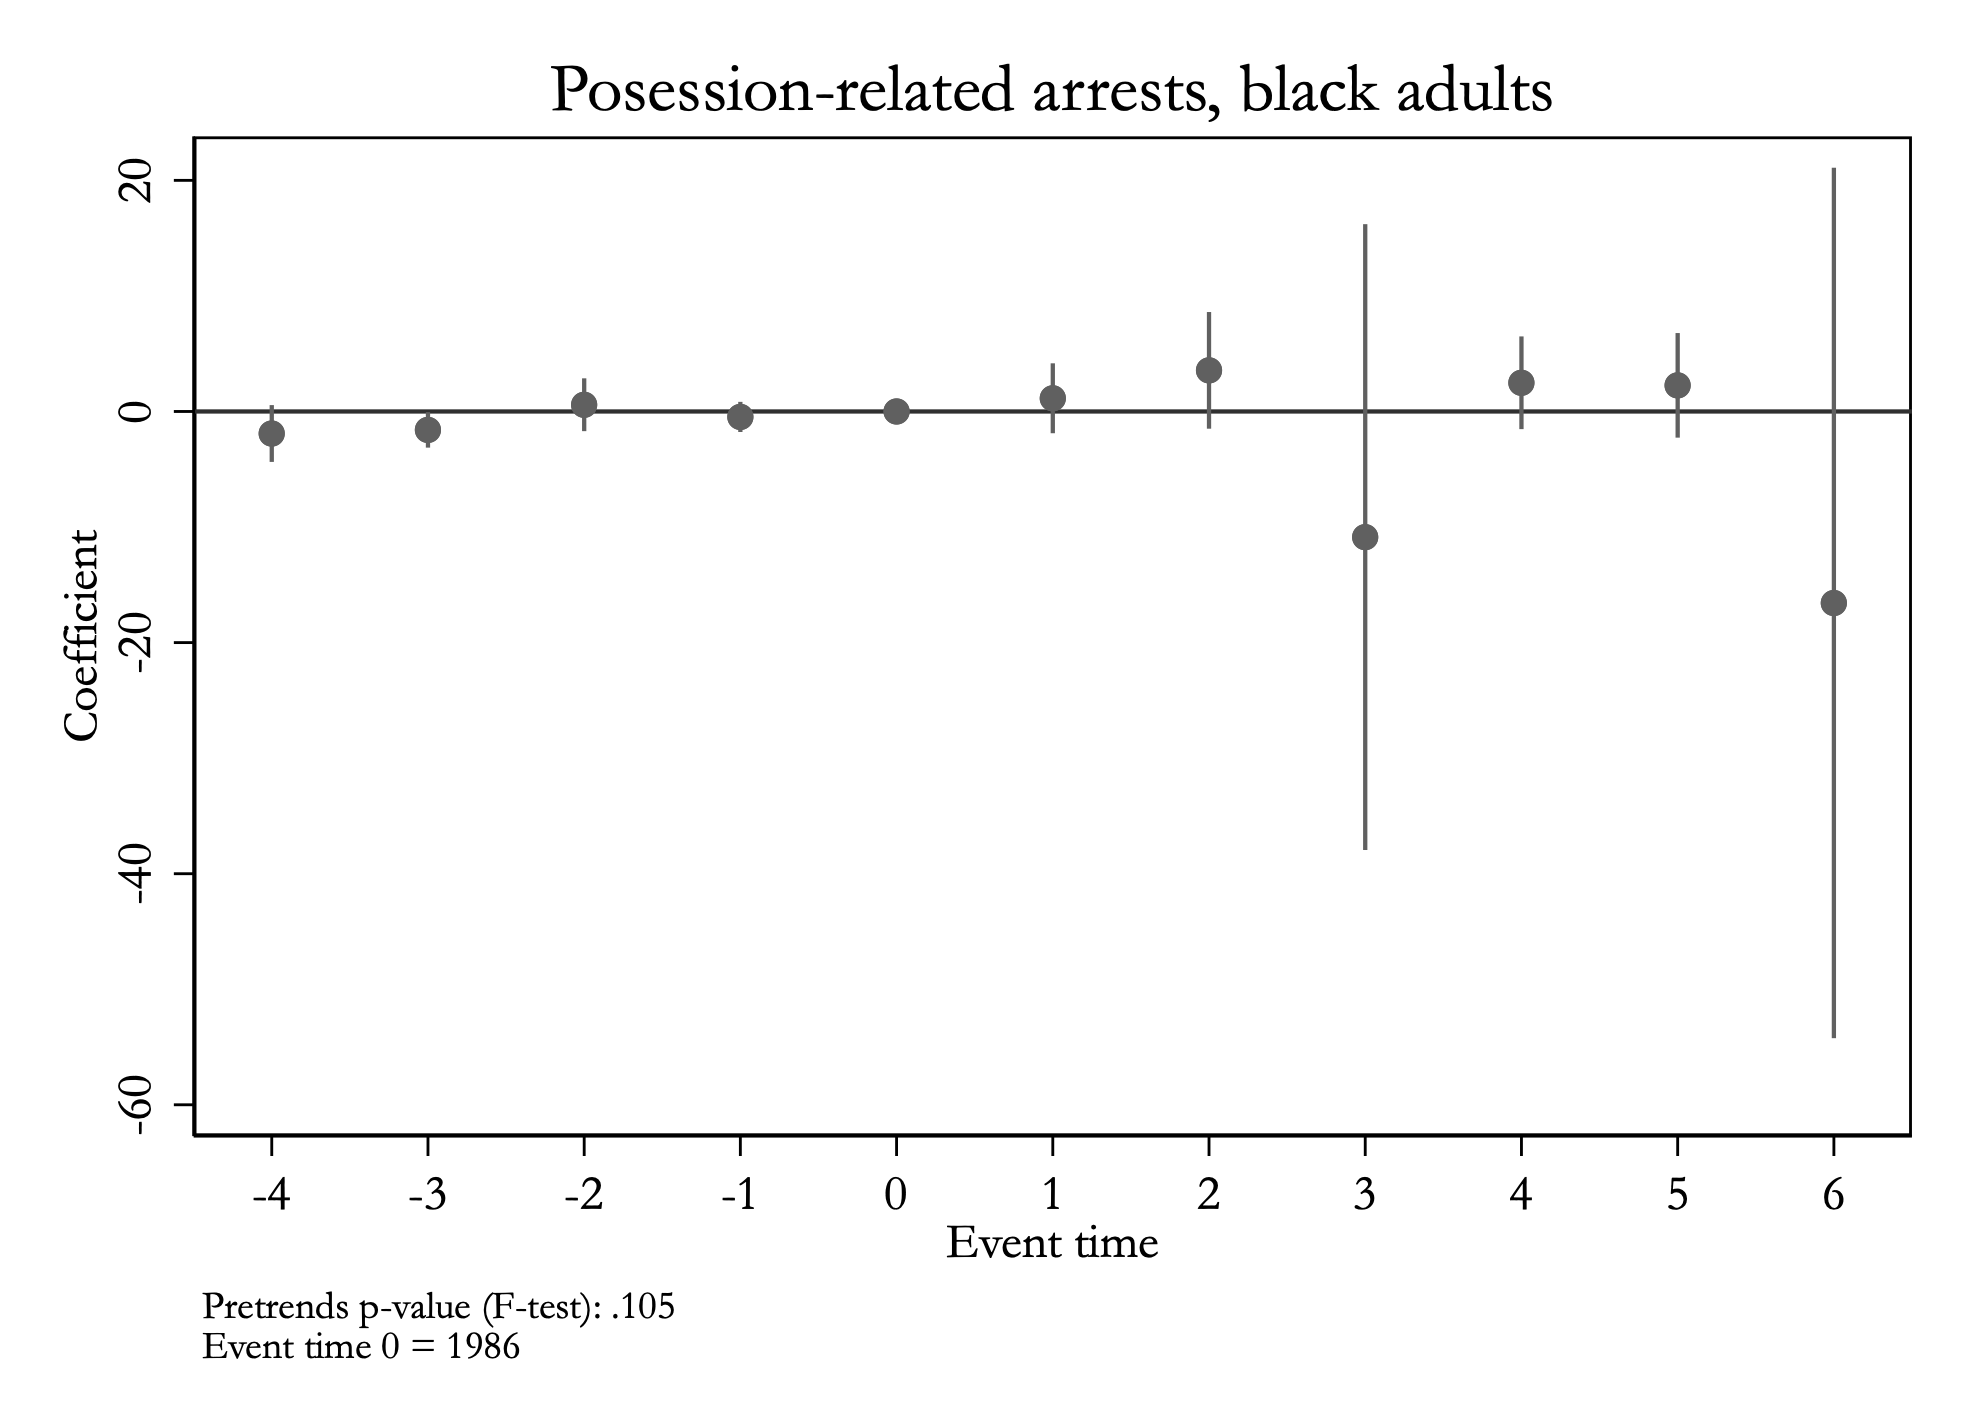 Posession-related arrests, black adults
20
0
-20
-40
-60
Coefficient
-4 -3 -2 -1 0 1 2 3 4 5 6
Event time
Pretrends p-value (F-test): .105
Event time 0 = 1986